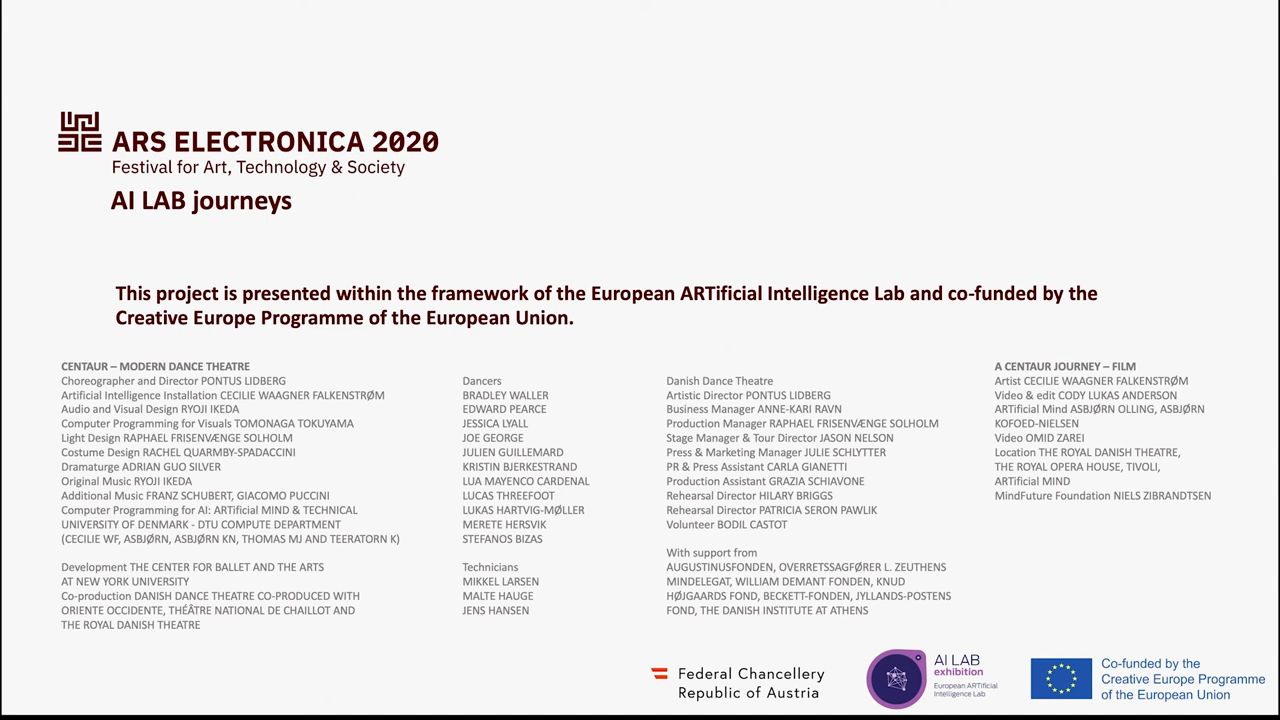 ARS ELECTRONICA 2020
Festival for Art, Technology & Society
AI LAB journeys
This project is presented within the framework of the European ARTificial Intelligence Lab and co-funded by the
Creative Europe Programme of the European Union.
CENTAUR – MODERN DANCE THEATRE
Choreographer and Director PONTUS LIDBERG
Artificial Intelligence Installation CECILIE WAAGNER FALKENSTRØM
Audio and Visual Design RYOJI IKEDA
Computer Programming for Visuals TOMONAGA TOKUYAMA
Light Design RAPHAEL FRISENVÆNGE SOLHOLM
Costume Design RACHEL QUARMBY-SPADACCINI
Dramaturge ADRIAN GUO SILVER
Original Music RYOJI IKEDA
Additional Music FRANZ SCHUBERT, GIACOMO PUCCINI
Computer Programming for AI: ARTificial MIND & TECHNICAL
UNIVERSITY OF DENMARK - DTU COMPUTE DEPARTMENT
(CECILIE WF, ASBJØRN, ASBJØRN KN, THOMAS MJ AND TEERATORN K)
Development THE CENTER FOR BALLET AND THE ARTS
AT NEW YORK UNIVERSITY
Co-production DANISH DANCE THEATRE CO-PRODUCED WITH
ORIENTE OCCIDENTE, THÉÂTRE NATIONAL DE CHAILLOT AND
THE ROYAL DANISH THEATRE
Dancers
BRADLEY WALLER
EDWARD PEARCE
JESSICA LYALL
JOE GEORGE
JULIEN GUILLEMARD
KRISTIN BJERKESTRAND
LUA MAYENCO CARDENAL
LUCAS THREEFOOT
LUKAS HARTVIG-MØLLER
MERETE HERSVIK
STEFANOS BIZAS
Technicians
MIKKEL LARSEN
MALTE HAUGE
JENS HANSEN
Danish Dance Theatre
Artistic Director PONTUS LIDBERG
Business Manager ANNE-KARI RAVN
Production Manager RAPHAEL FRISENVÆNGE SOLHOLM
Stage Manager & Tour Director JASON NELSON
Press & Marketing Manager JULIE SCHLYTTER
PR & Press Assistant CARLA GIANETTI
Production Assistant GRAZIA SCHIAVONE
Rehearsal Director HILARY BRIGGS
Rehearsal Director PATRICIA SERON PAWLIK
Volunteer BODIL CASTOT
With support from
AUGUSTINUSFONDEN, OVERRETSSAGFØRER L. ZEUTHENS
MINDELEGAT, WILLIAM DEMANT FONDEN, KNUD
HØJGAARDS FOND, BECKETT-FONDEN, JYLLANDS-POSTENS
FOND, THE DANISH INSTITUTE AT ATHENS
A CENTAUR JOURNEY – FILM
Artist CECILIE WAAGNER FALKENSTRØM
Video & edit CODY LUKAS ANDERSON
ARTificial Mind ASBJØRN OLLING, ASBJØRN
KOFOED-NIELSEN
Video OMID ZAREI
Location THE ROYAL DANISH THEATRE,
THE ROYAL OPERA HOUSE, TIVOLI,
ARTificial MIND
MindFuture Foundation NIELS ZIBRANDTSEN
Federal Chancellery
Republic of Austria
AI LAB
exhibition
European ARTificial
Intelligence Lab
Co-funded by the
Creative Europe Programme
of the European Union